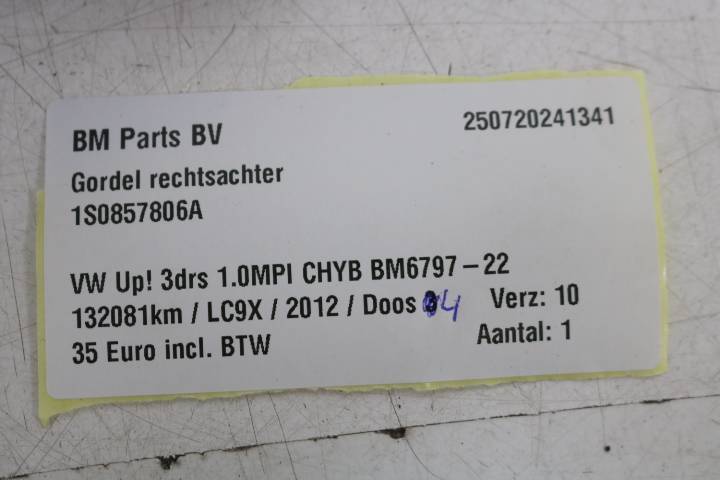 BM Parts BV
250720241341
Gordel rechtsachter
1S0857806A
VW Up! 3drs 1.0MPI CHYB BM6797-22
132081km / LC9X / 2012 / Doos 4 Verz: 10
35 Euro incl. BTW Aantal: 1